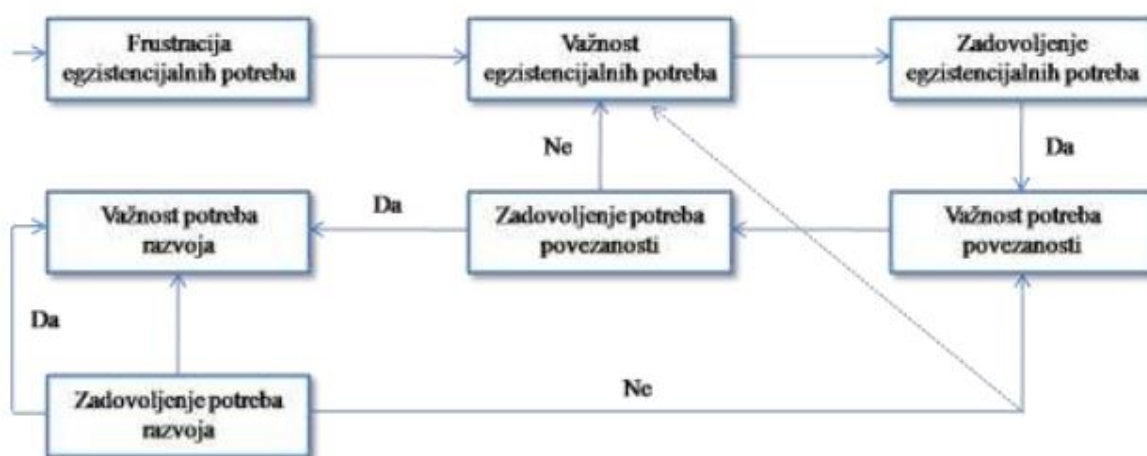 Frustracija
egzistencijalnih potreba
Važnost
egzistencijalnih potreba
Zadovoljenje
egzistencijalnih potreba
Ne
Da
Važnost potreba
razvoja
Da
Zadovoljenje potreba
povezanosti
Važnost potreba
povezanosti
Da
Zadovoljenje potreba
razvoja
Ne